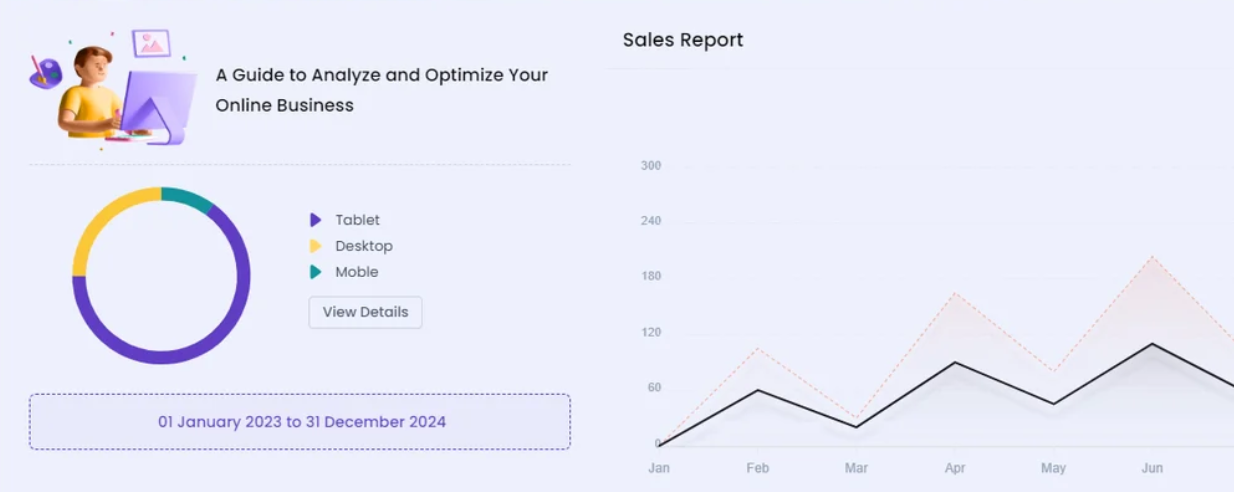 A Guide to Analyze and Optimize Your
Online Business
Tablet
Desktop
Moble
View Details
01 January 2023 to 31 December 2024
Sales Report
300
240
180
120
60
0
Jan Feb Mar Apr May Jun